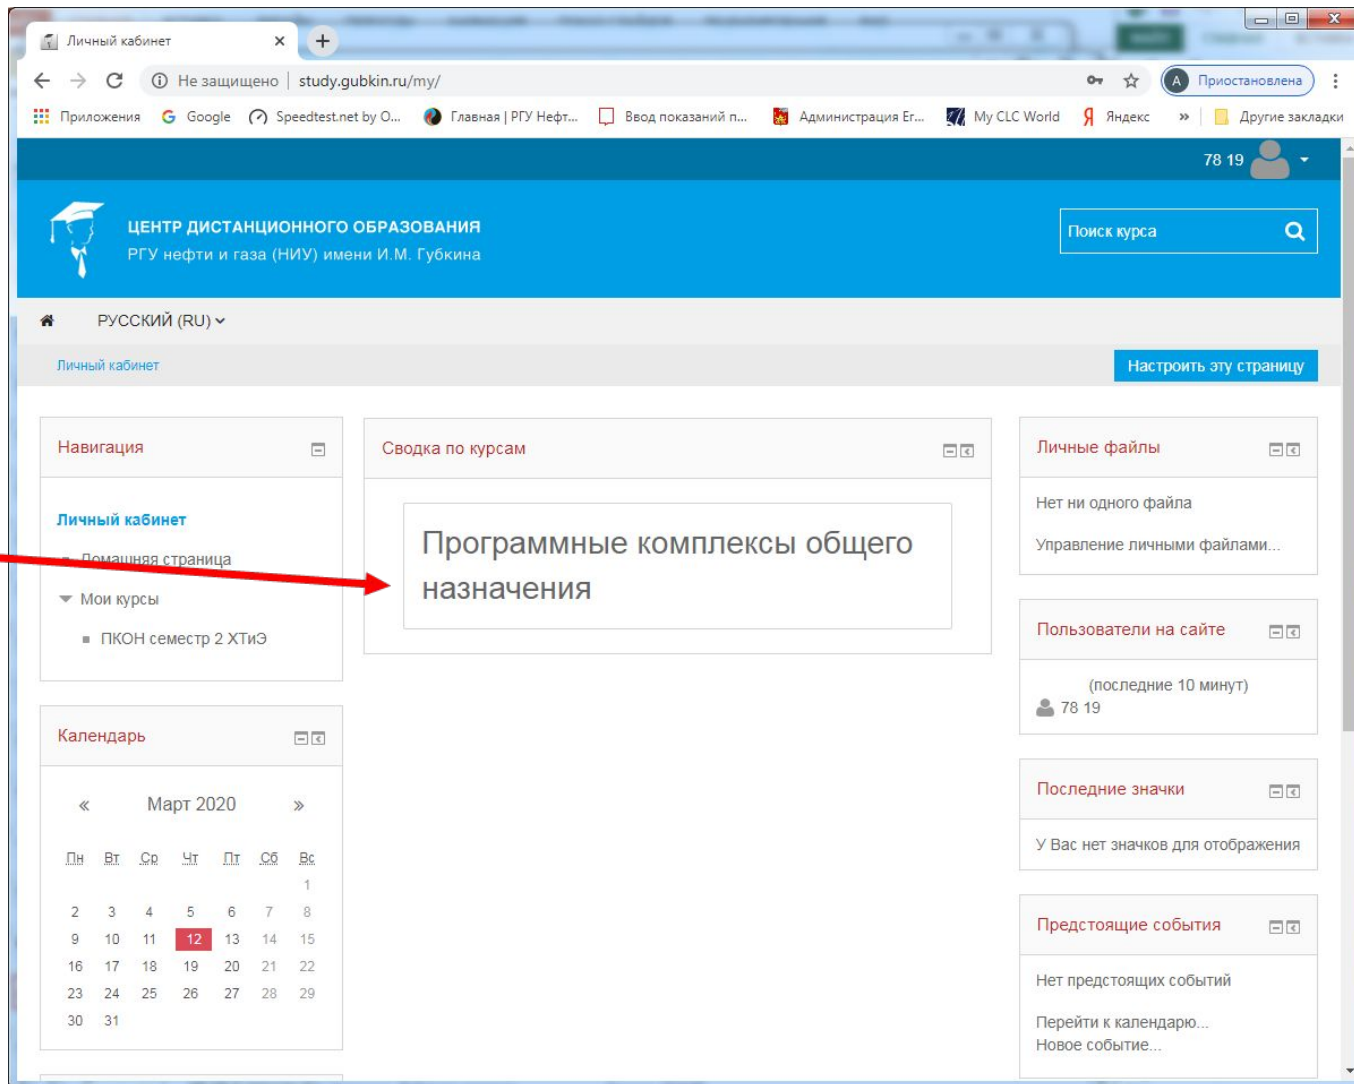 Личный кабинет
Не защищено | study.gubkin.ru/my/
А Приостановлена
Приложения
Google
Speedtest.net by O...
Главная | РГУ Нефт...
Ввод показаний п...
Администрация Ег...
My CLC World
Яндекс
»
Другие закладки
78 19
ЦЕНТР ДИСТАНЦИОННОГО ОБРАЗОВАНИЯ
РГУ нефти и газа (НИУ) имени И.М. Губкина
Поиск курса
РУССКИЙ (RU)
Личный кабинет
Настроить эту страницу
Навигация
Личный кабинет
Домашняя страница
Мои курсы
ПКОН семестр 2 ХТиЭ
Календарь
« Март 2020 »
Пн Вт Ср Чт Пт Сб Вс
1
2 3 4 5 6 7 8
9 10 11 12 13 14 15
16 17 18 19 20 21 22
23 24 25 26 27 28 29
30 31
Сводка по курсам
Программные комплексы общего
назначения
Личные файлы
Нет ни одного файла
Управление личными файлами...
Пользователи на сайте
(последние 10 минут)
78 19
Последние значки
У Вас нет значков для отображения
Предстоящие события
Нет предстоящих событий
Перейти к календарю...
Новое событие...